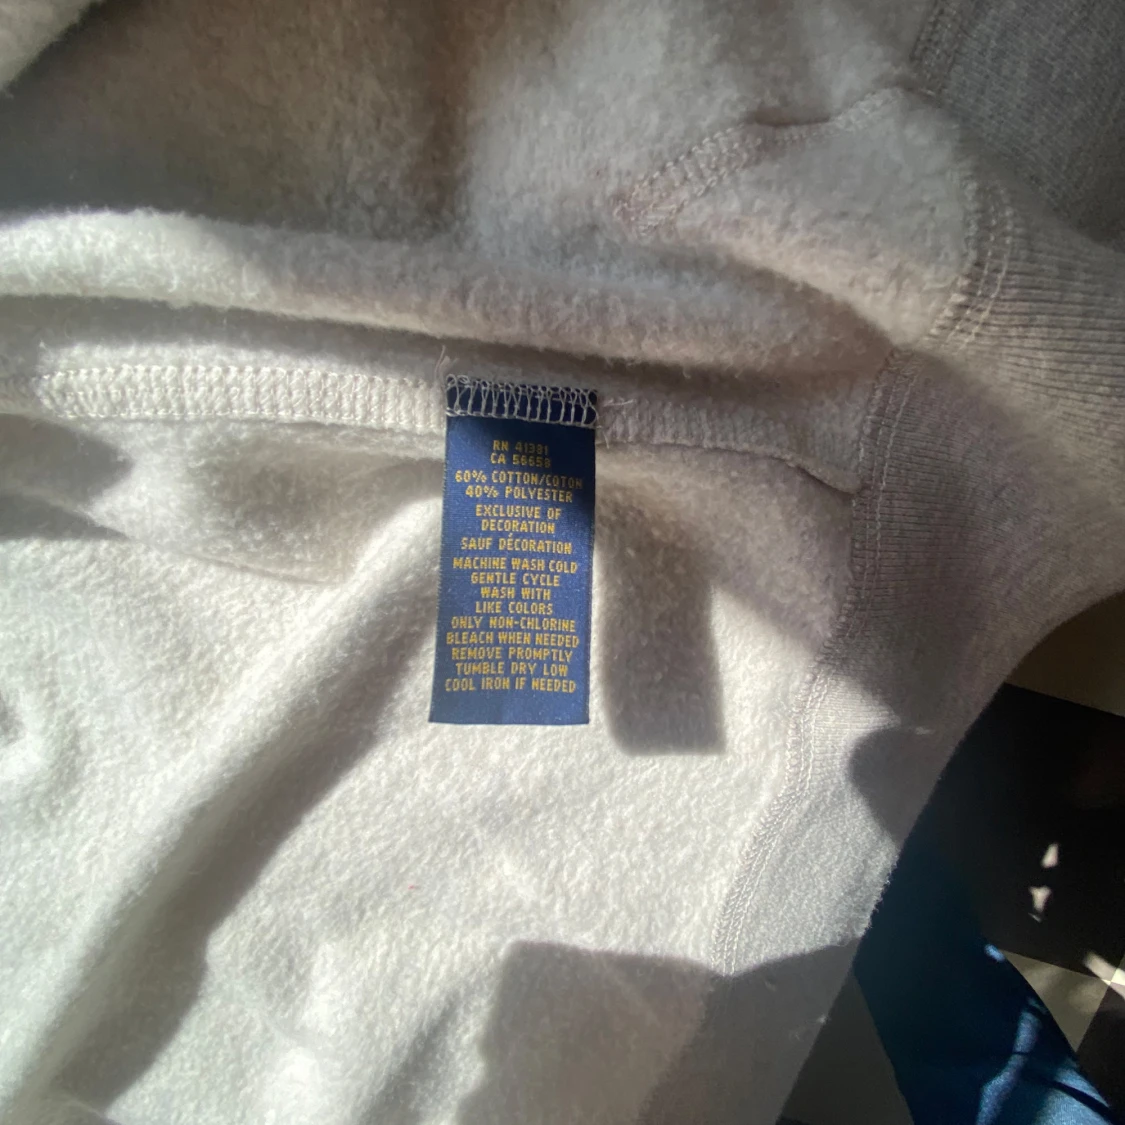 RN 41381
CA 56658
60% COTTON/COTON
40% POLYESTER
EXCLUSIVE OF
DECORATION
SAUF DÉCORATION
MACHINE WASH COLD
GENTLE CYCLE
WASH WITH
LIKE COLORS
ONLY NON-CHLORINE
BLEACH WHEN NEEDED
REMOVE PROMPTLY
TUMBLE DRY LOW
COOL IRON IF NEEDED